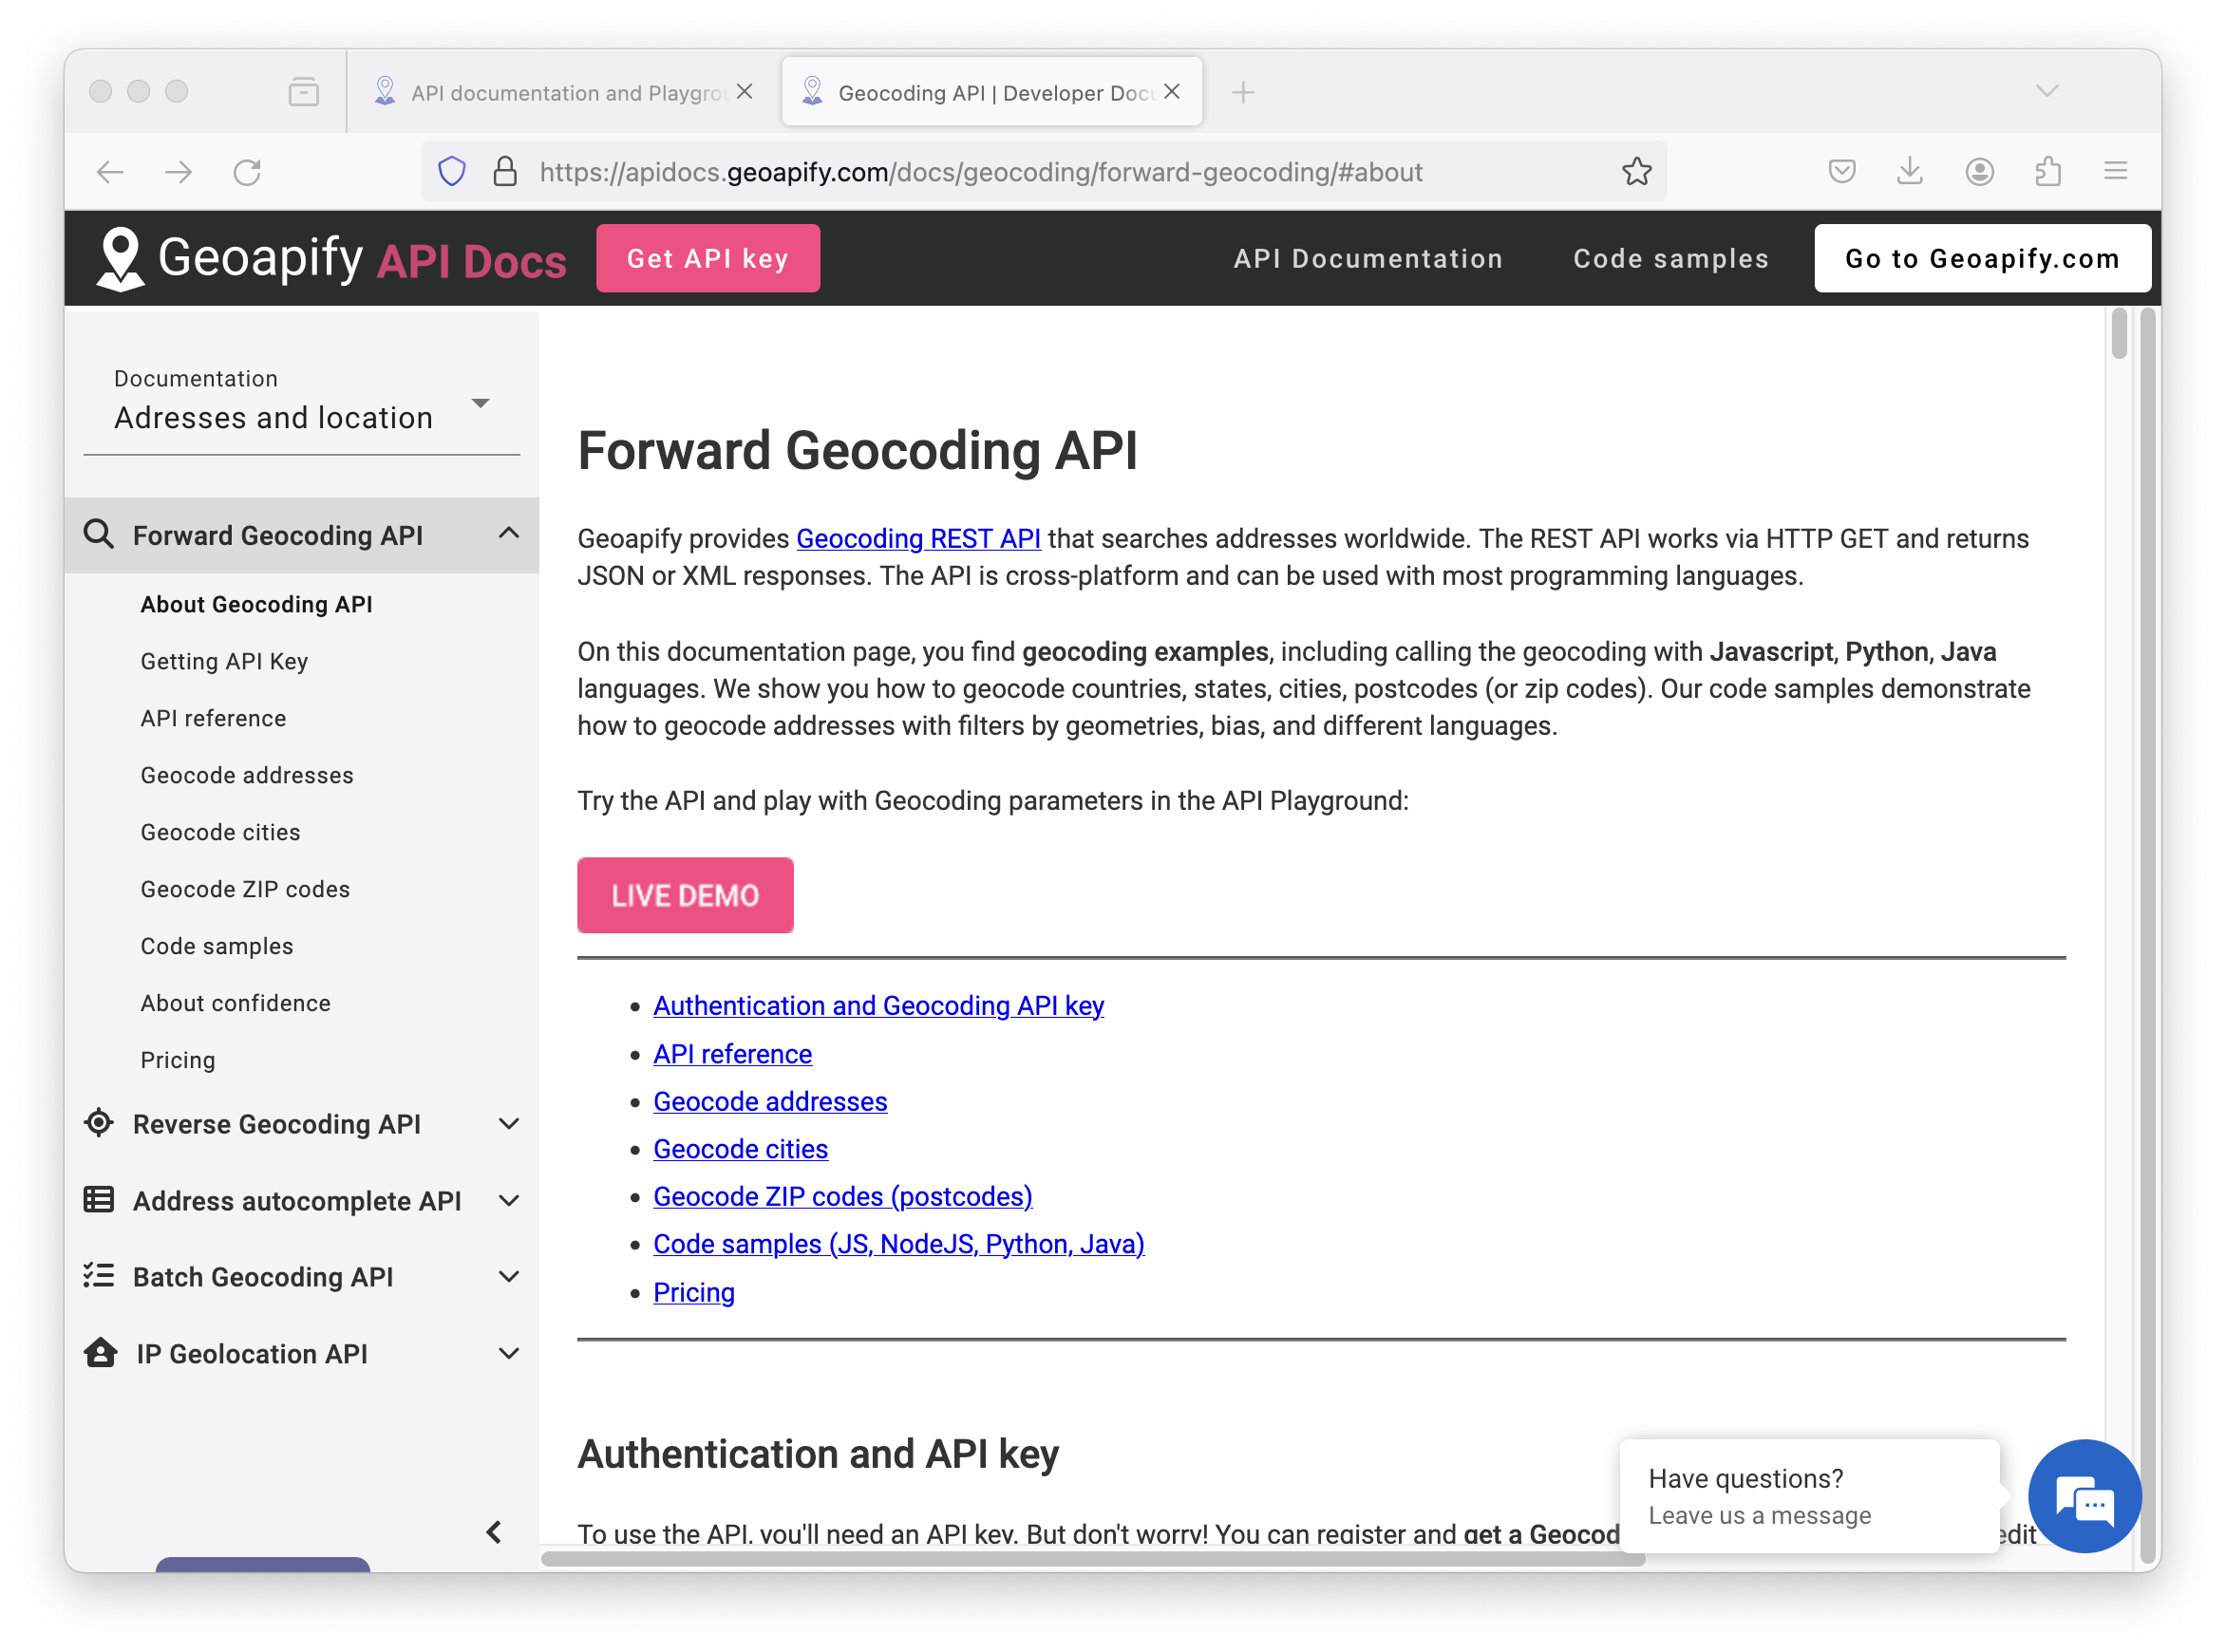 API documentation and Playgrou
Geocoding API | Developer Docu
https://apidocs.geoapify.com/docs/geocoding/forward-geocoding/#about
Geoapify API Docs
Get API key
API Documentation
Code samples
Go to Geoapify.com
Documentation
Adresses and location
Forward Geocoding API
About Geocoding API
Getting API Key
API reference
Geocode addresses
Geocode cities
Geocode ZIP codes
Code samples
About confidence
Pricing
Reverse Geocoding API
Address autocomplete API
Batch Geocoding API
IP Geolocation API
Forward Geocoding API
Geoapify provides Geocoding REST API that searches addresses worldwide. The REST API works via HTTP GET and returns
JSON or XML responses. The API is cross-platform and can be used with most programming languages.
On this documentation page, you find geocoding examples, including calling the geocoding with Javascript, Python, Java
languages. We show you how to geocode countries, states, cities, postcodes (or zip codes). Our code samples demonstrate
how to geocode addresses with filters by geometries, bias, and different languages.
Try the API and play with Geocoding parameters in the API Playground:
LIVE DEMO
Authentication and Geocoding API key
API reference
Geocode addresses
Geocode cities
Geocode ZIP codes (postcodes)
Code samples (JS, NodeJS, Python, Java)
Pricing
Authentication and API key
To use the API, you'll need an API key. But don't worry! You can register and get a Geocod
Have questions?
Leave us a message